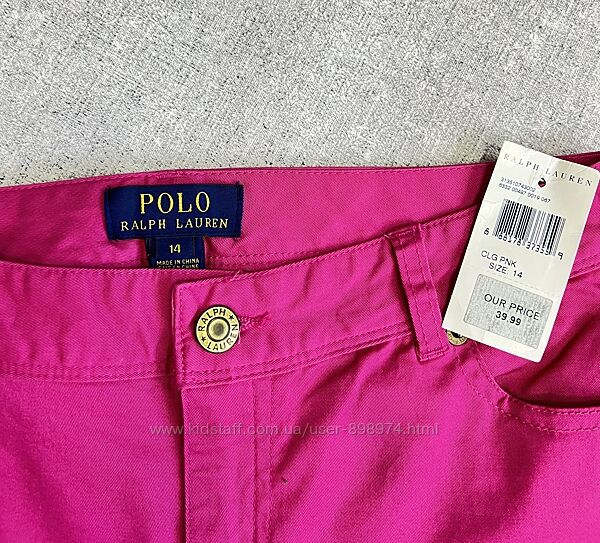 POLO
RALPH LAUREN
14
MADE IN CHINA
RALPH
LAUREN
RALPH LAUREN
CLG PNK
SIZE: 14
OUR PRICE
39.99
www.kidstaff.com.ua/user-898974.html